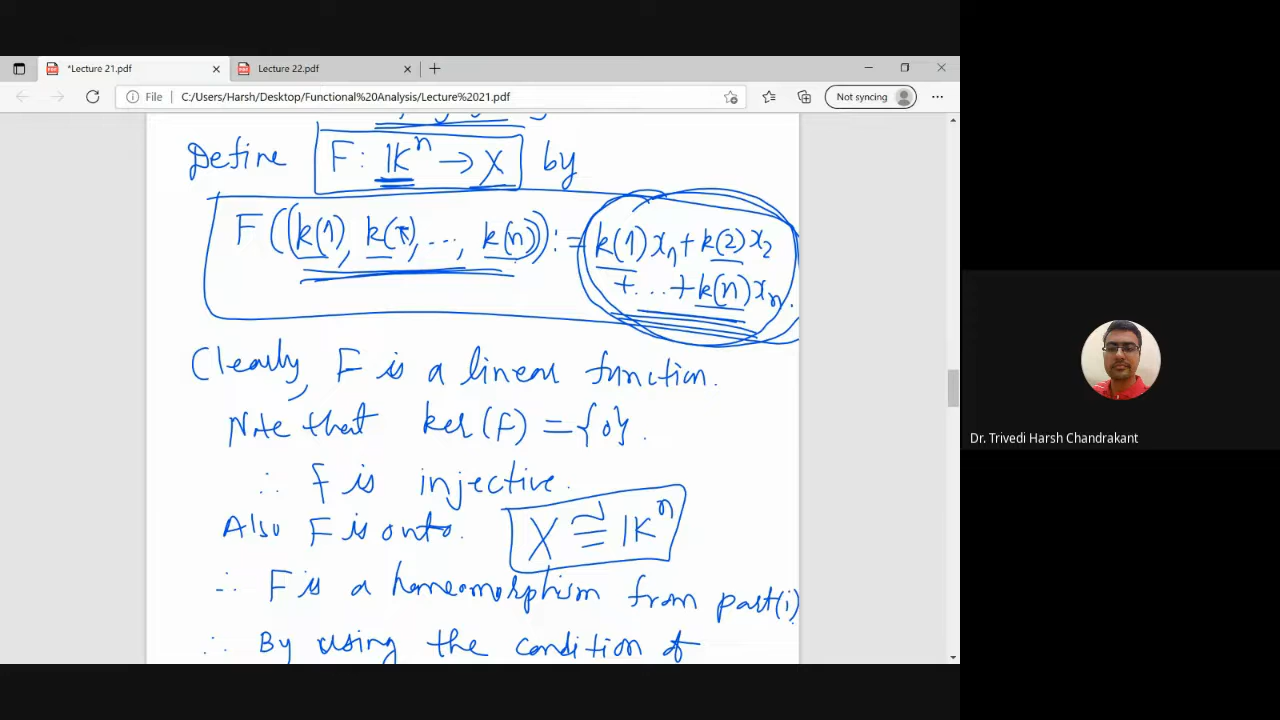 *Lecture 21.pdf
Lecture 22.pdf
File
C:/Users/Harsh/Desktop/Functional%20Analysis/Lecture%2021.pdf
Not syncing
Define F : 𝕂ⁿ → X by
F((k(1), k(2), ..., k(n)) := k(1)x₁ + k(2)x₂
+ ... + k(n)xₙ.
Clearly, F is a linear function.
Note that ker(F) = {0}.
∴ F is injective.
Also F is onto. X ≅ 𝕂ⁿ
∴ F is a homeomorphism from part(i)
∴ By using the condition of
Dr. Trivedi Harsh Chandrakant